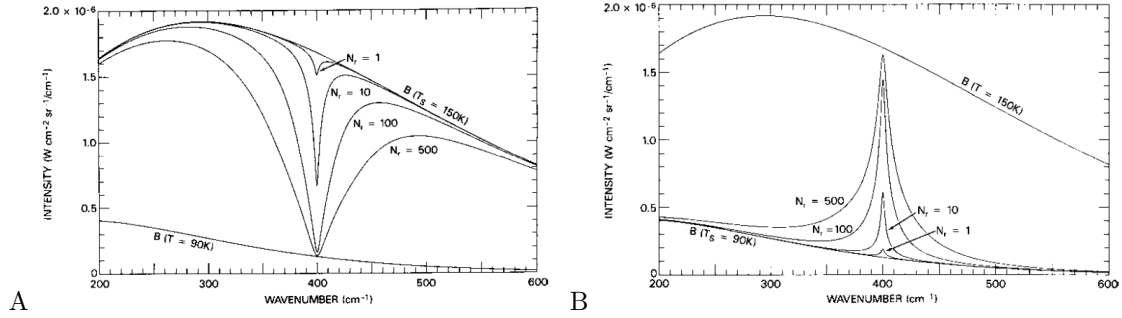 2.0 × 10⁻⁶
1.5
1.0
0.5
0
INTENSITY (W cm⁻² sr⁻¹/cm⁻¹)
Nᵣ = 1
Nᵣ = 10
Nᵣ = 100
Nᵣ = 500
B (Tₛ = 150K)
B (T = 90K)
200 300 400 500 600
WAVENUMBER (cm⁻¹)
A
2.0 × 10⁻⁶
1.5
1.0
0.5
0
INTENSITY (W cm⁻² sr⁻¹/cm⁻¹)
B (T = 150K)
Nᵣ = 500
Nᵣ = 10
Nᵣ =100
Nᵣ = 1
B (Tₛ = 90K)
200 300 400 500 600
WAVENUMBER (cm⁻¹)
B